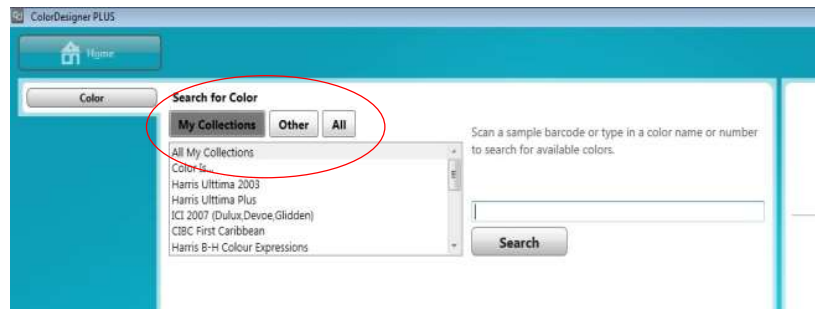 ColorDesigner PLUS
Home
Color
Search for Color
My Collections Other All
All My Collections
Color Is...
Harris Ulttima 2003
Harris Ulttima Plus
ICI 2007 (Dulux,Devoe,Glidden)
CIBC First Caribbean
Harris B-H Colour Expressions
Scan a sample barcode or type in a color name or number
to search for available colors.
Search